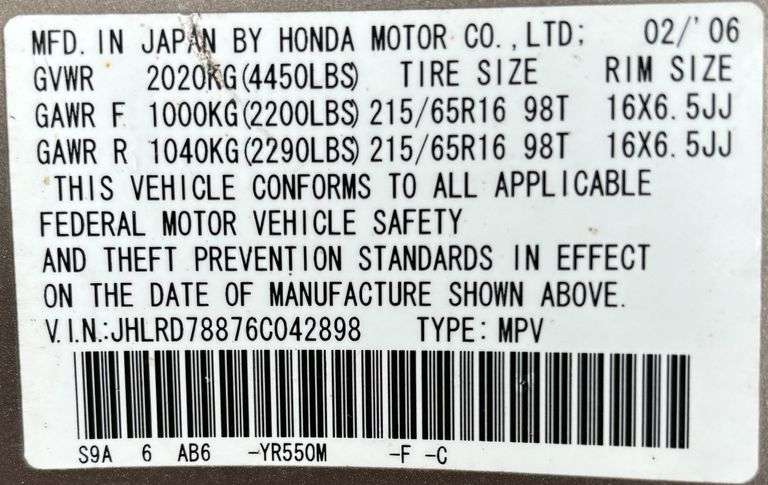 MFD. IN JAPAN BY HONDA MOTOR CO.,LTD; 02/'06
GVWR 2020KG(4450LBS) TIRE SIZE RIM SIZE
GAWR F 1000KG(2200LBS) 215/65R16 98T 16X6.5JJ
GAWR R 1040KG(2290LBS) 215/65R16 98T 16X6.5JJ
THIS VEHICLE CONFORMS TO ALL APPLICABLE
FEDERAL MOTOR VEHICLE SAFETY
AND THEFT PREVENTION STANDARDS IN EFFECT
ON THE DATE OF MANUFACTURE SHOWN ABOVE.
V.I.N.:JHLRD78876C042898 TYPE: MPV
S9A 6 AB6 -YR550M -F -C